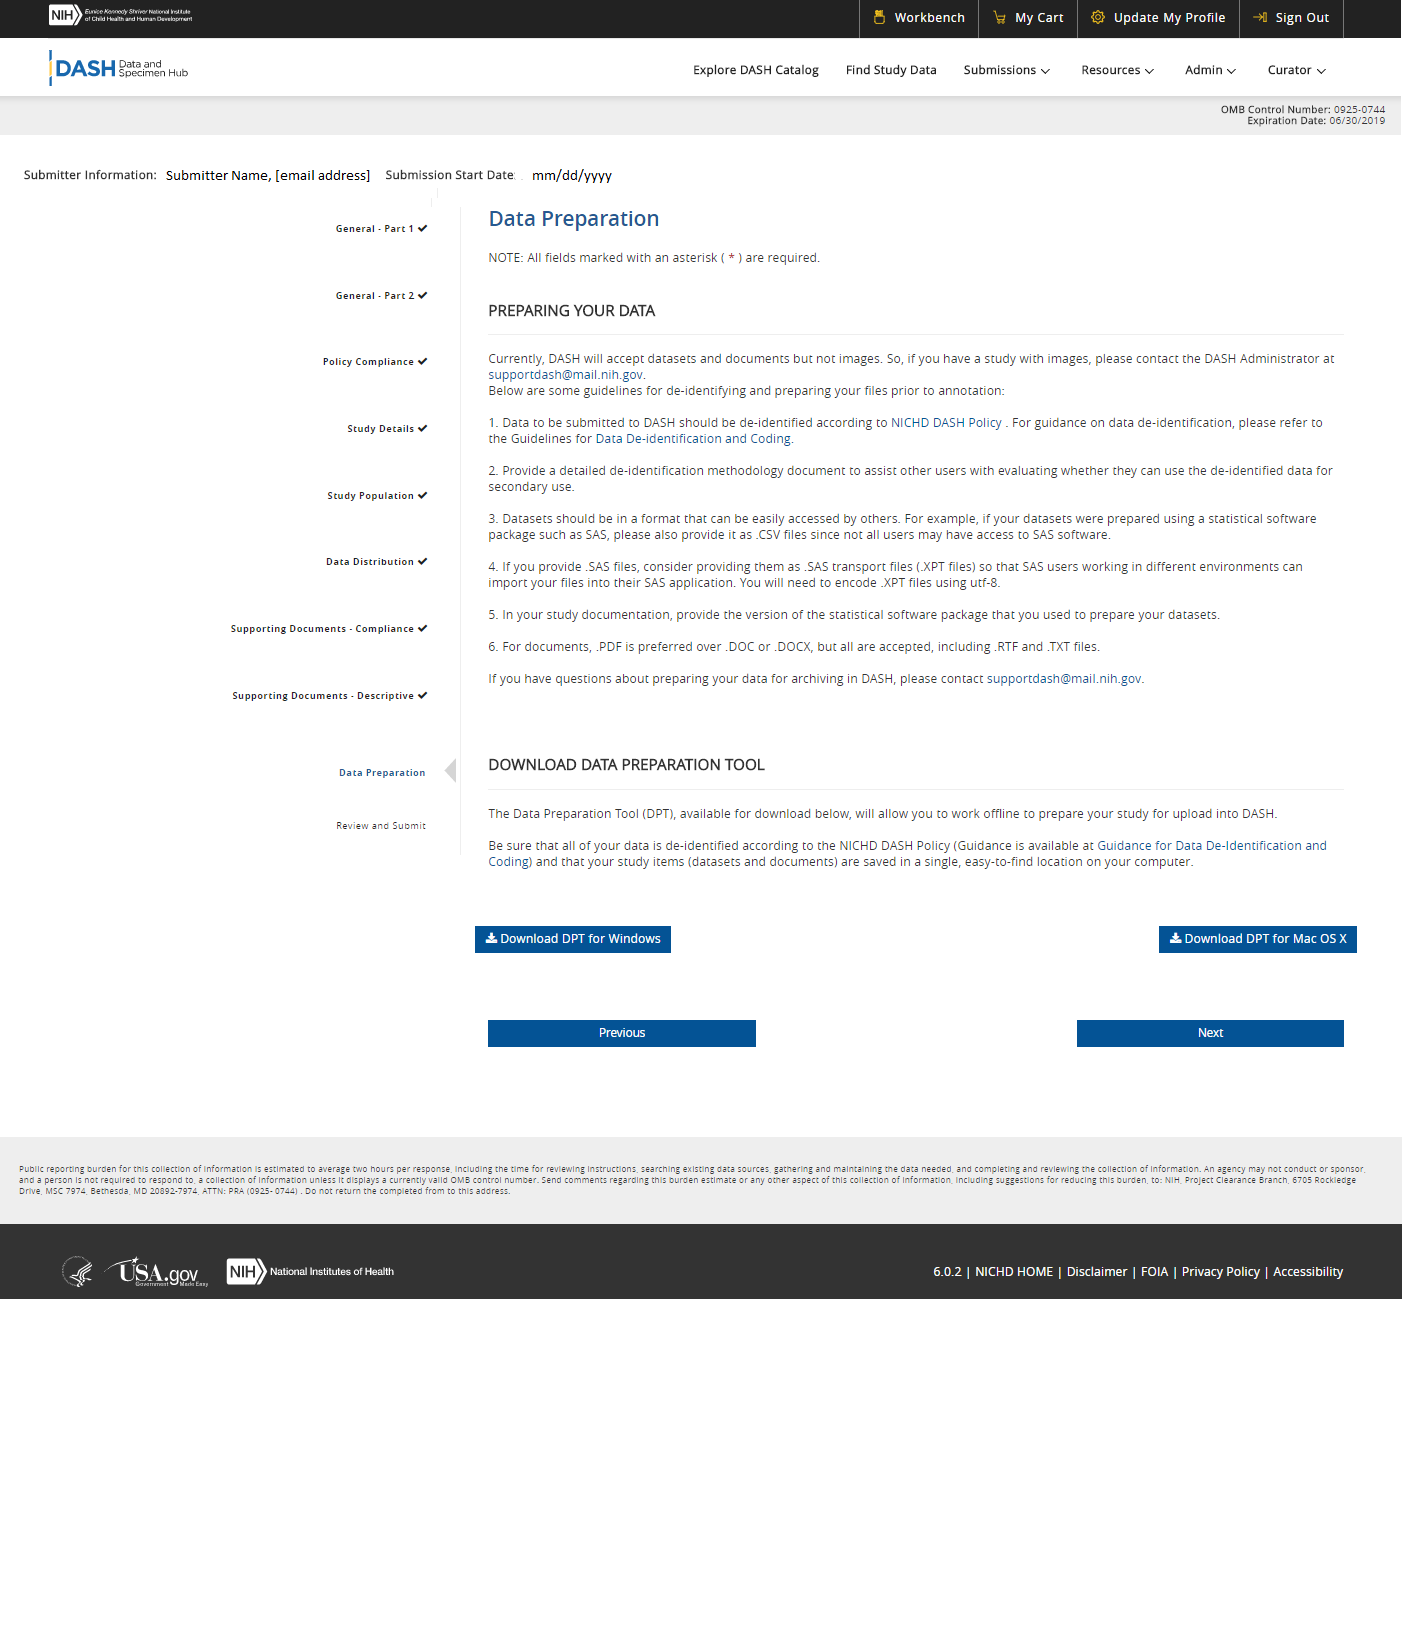 NIH Eunice Kennedy Shriver National Institute
of Child Health and Human Development
Workbench My Cart Update My Profile Sign Out
DASH Data and
Specimen Hub
Explore DASH Catalog Find Study Data Submissions Resources Admin Curator
OMB Control Number: 0925-0744
Expiration Date: 06/30/2019
Submitter Information: Submitter Name, [email address] Submission Start Date: mm/dd/yyyy
General - Part 1
General - Part 2
Policy Compliance
Study Details
Study Population
Data Distribution
Supporting Documents - Compliance
Supporting Documents - Descriptive
Data Preparation
Review and Submit
Data Preparation
NOTE: All fields marked with an asterisk ( * ) are required.
PREPARING YOUR DATA
Currently, DASH will accept datasets and documents but not images. So, if you have a study with images, please contact the DASH Administrator at
supportdash@mail.nih.gov.
Below are some guidelines for de-identifying and preparing your files prior to annotation:
1. Data to be submitted to DASH should be de-identified according to NICHD DASH Policy . For guidance on data de-identification, please refer to
the Guidelines for Data De-identification and Coding.
2. Provide a detailed de-identification methodology document to assist other users with evaluating whether they can use the de-identified data for
secondary use.
3. Datasets should be in a format that can be easily accessed by others. For example, if your datasets were prepared using a statistical software
package such as SAS, please also provide it as .CSV files since not all users may have access to SAS software.
4. If you provide .SAS files, consider providing them as .SAS transport files (.XPT files) so that SAS users working in different environments can
import your files into their SAS application. You will need to encode .XPT files using utf-8.
5. In your study documentation, provide the version of the statistical software package that you used to prepare your datasets.
6. For documents, .PDF is preferred over .DOC or .DOCX, but all are accepted, including .RTF and .TXT files.
If you have questions about preparing your data for archiving in DASH, please contact supportdash@mail.nih.gov.
DOWNLOAD DATA PREPARATION TOOL
The Data Preparation Tool (DPT), available for download below, will allow you to work offline to prepare your study for upload into DASH.
Be sure that all of your data is de-identified according to the NICHD DASH Policy (Guidance is available at Guidance for Data De-Identification and
Coding) and that your study items (datasets and documents) are saved in a single, easy-to-find location on your computer.
Download DPT for Windows Download DPT for Mac OS X
Previous Next
Public reporting burden for this collection of information is estimated to average two hours per response, including the time for reviewing instructions, searching existing data sources, gathering and maintaining the data needed, and completing and reviewing the collection of information. An agency may not conduct or sponsor,
and a person is not required to respond to, a collection of information unless it displays a currently valid OMB control number. Send comments regarding this burden estimate or any other aspect of this collection of information, including suggestions for reducing this burden, to: NIH, Project Clearance Branch, 6705 Rockledge
Drive, MSC 7974, Bethesda, MD 20892-7974, ATTN: PRA (0925- 0744) . Do not return the completed from to this address.
USA.gov NIH National Institutes of Health
Government Made Easy
6.0.2 | NICHD HOME | Disclaimer | FOIA | Privacy Policy | Accessibility